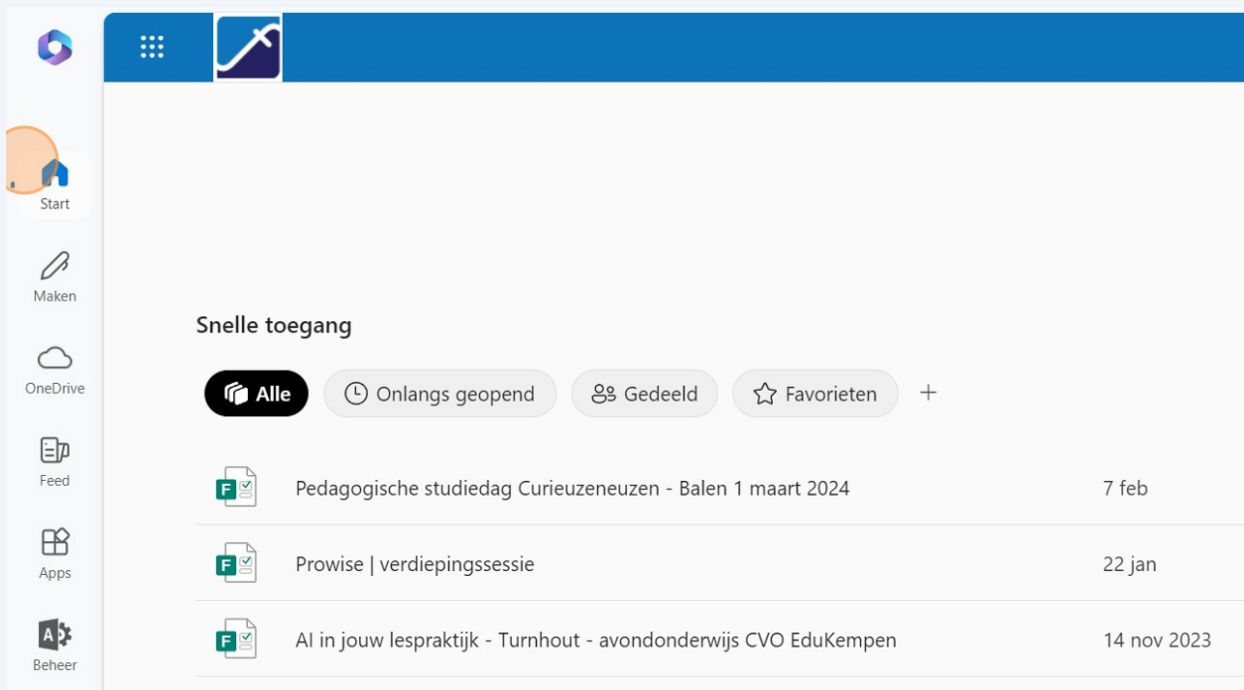 Start
Maken
OneDrive
Feed
Apps
A
Beheer
Snelle toegang
Alle Onlangs geopend Gedeeld Favorieten +
F Pedagogische studiedag Curieuzeneuzen - Balen 1 maart 2024 7 feb
F Prowise | verdiepingssessie 22 jan
F AI in jouw lespraktijk - Turnhout - avondonderwijs CVO EduKempen 14 nov 2023